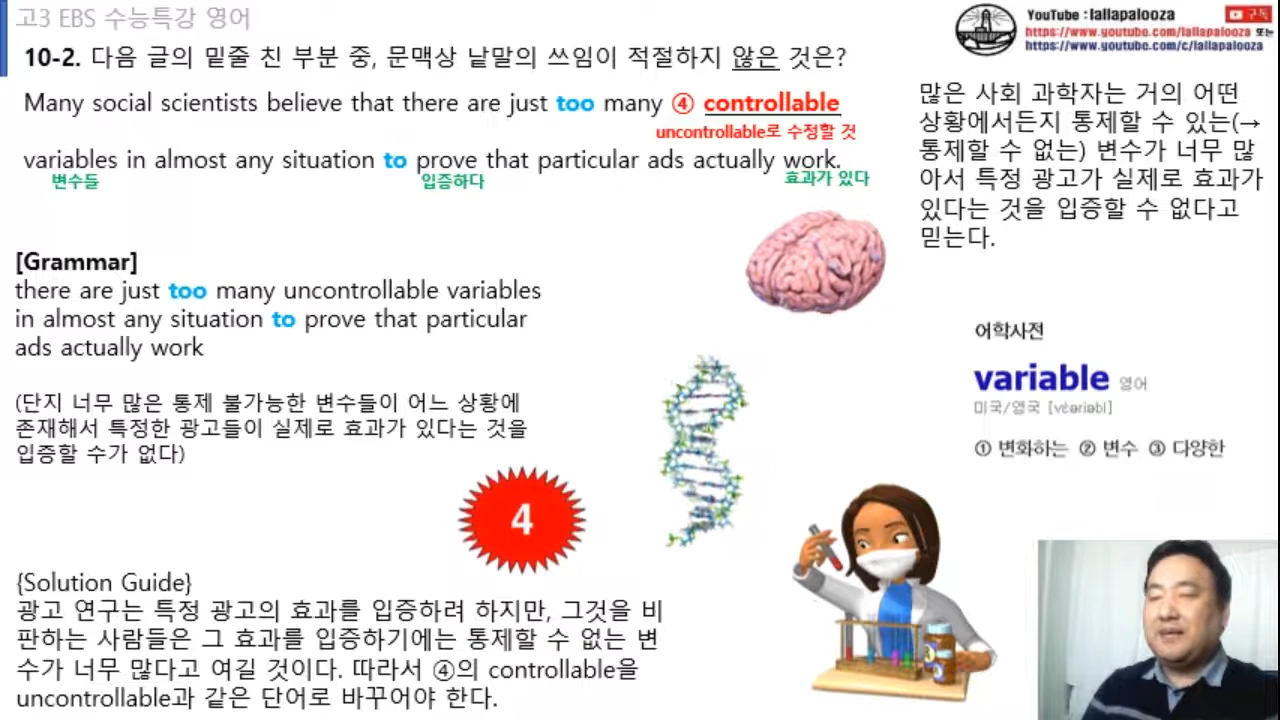 고3 EBS 수능특강 영어
YouTube : lallapalooza
구독
https://www.youtube.com/lallapalooza 또는
https://www.youtube.com/c/lallapalooza
10-2. 다음 글의 밑줄 친 부분 중, 문맥상 낱말의 쓰임이 적절하지 않은 것은?
Many social scientists believe that there are just too many ④ controllable
uncontrollable로 수정할 것
variables in almost any situation to prove that particular ads actually work.
변수들
입증하다
효과가 있다
많은 사회 과학자는 거의 어떤
상황에서든지 통제할 수 있는(→
통제할 수 없는) 변수가 너무 많
아서 특정 광고가 실제로 효과가
있다는 것을 입증할 수 없다고
믿는다.
[Grammar]
there are just too many uncontrollable variables
in almost any situation to prove that particular
ads actually work
(단지 너무 많은 통제 불가능한 변수들이 어느 상황에
존재해서 특정한 광고들이 실제로 효과가 있다는 것을
입증할 수가 없다)
어학사전
variable 영어
미국/영국 [vɛ́əriəbl]
① 변화하는 ② 변수 ③ 다양한
4
{Solution Guide}
광고 연구는 특정 광고의 효과를 입증하려 하지만, 그것을 비
판하는 사람들은 그 효과를 입증하기에는 통제할 수 없는 변
수가 너무 많다고 여길 것이다. 따라서 ④의 controllable을
uncontrollable과 같은 단어로 바꾸어야 한다.